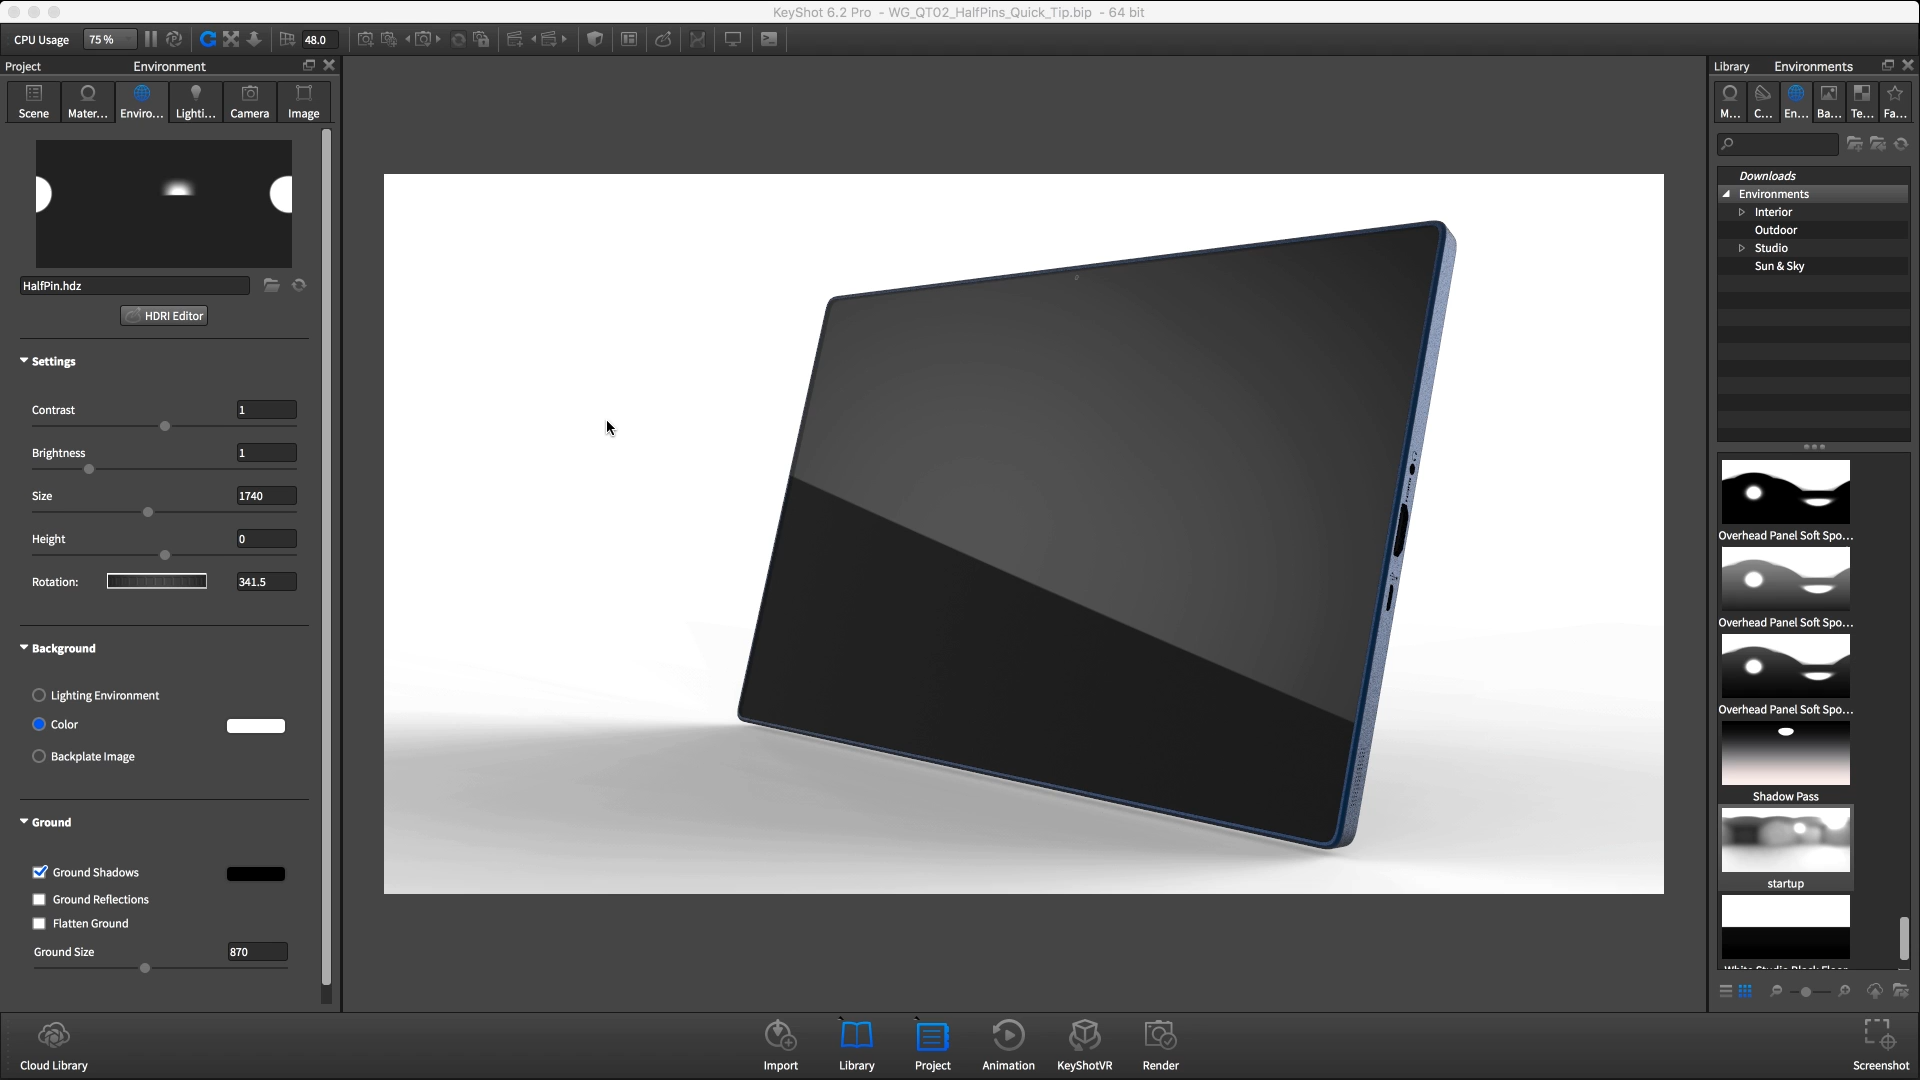 KeyShot 6.2 Pro - WG_QT02_HalfPins_Quick_Tip.bip - 64 bit
CPU Usage 75 % 48.0
Project Environment
Scene Mater... Enviro... Lighti... Camera Image
HalfPin.hdz
HDRI Editor
Settings
Contrast 1
Brightness 1
Size 1740
Height 0
Rotation: 341.5
Background
Lighting Environment
Color
Backplate Image
Ground
Ground Shadows
Ground Reflections
Flatten Ground
Ground Size 870
Library Environments
M... C... En... Ba... Te... Fa...
Downloads
Environments
Interior
Outdoor
Studio
Sun & Sky
Overhead Panel Soft Spo...
Overhead Panel Soft Spo...
Overhead Panel Soft Spo...
Shadow Pass
startup
White Studio Black Floor
Cloud Library Import Library Project Animation KeyShotVR Render Screenshot